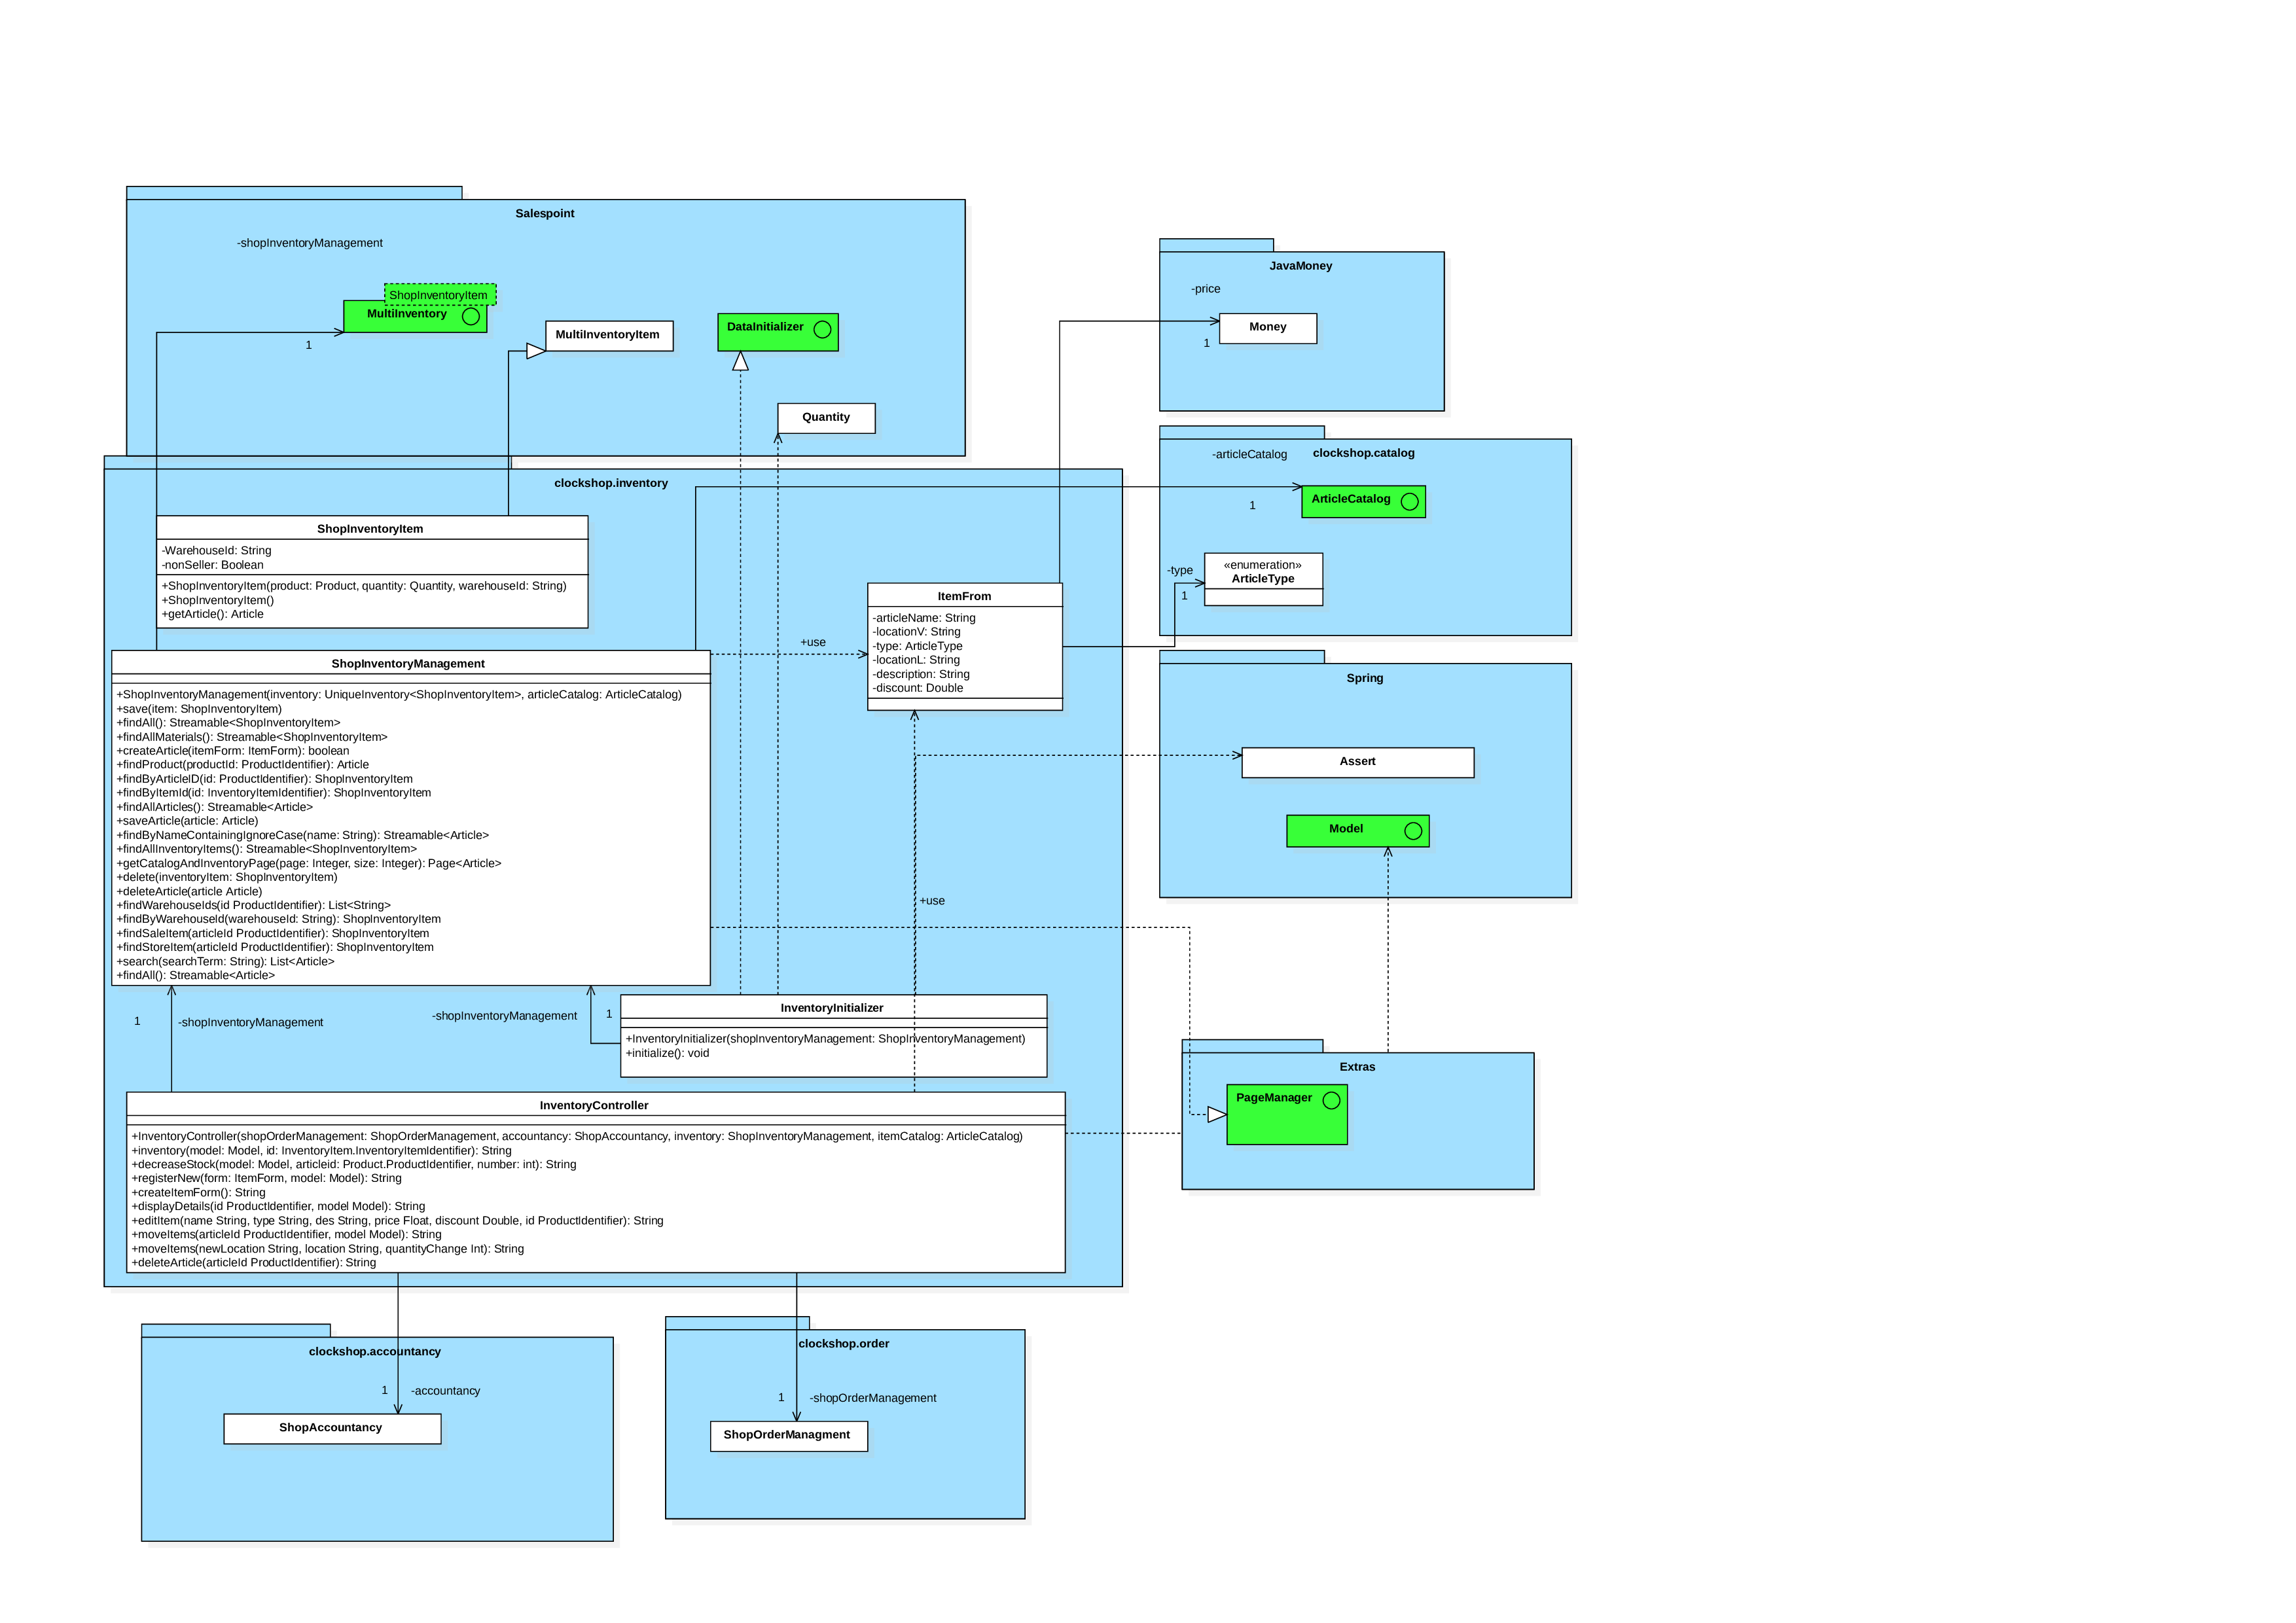 Salespoint
-shopInventoryManagement
ShopInventoryItem
MultiInventory
1
MultiInventoryItem
DataInitializer
Quantity
JavaMoney
-price
Money
1
clockshop.catalog
-articleCatalog
ArticleCatalog
1
«enumeration»
ArticleType
-type
1
clockshop.inventory
ShopInventoryItem
-WarehouseId: String
-nonSeller: Boolean
+ShopInventoryItem(product: Product, quantity: Quantity, warehouseId: String)
+ShopInventoryItem()
+getArticle(): Article
ItemFrom
-articleName: String
-locationV: String
-type: ArticleType
-locationL: String
-description: String
-discount: Double
+use
ShopInventoryManagement
+ShopInventoryManagement(inventory: UniqueInventory<ShopInventoryItem>, articleCatalog: ArticleCatalog)
+save(item: ShopInventoryItem)
+findAll(): Streamable<ShopInventoryItem>
+findAllMaterials(): Streamable<ShopInventoryItem>
+createArticle(itemForm: ItemForm): boolean
+findProduct(productId: ProductIdentifier): Article
+findByArticleID(id: ProductIdentifier): ShopInventoryItem
+findByItemId(id: InventoryItemIdentifier): ShopInventoryItem
+findAllArticles(): Streamable<Article>
+saveArticle(article: Article)
+findByNameContainingIgnoreCase(name: String): Streamable<Article>
+findAllInventoryItems(): Streamable<ShopInventoryItem>
+getCatalogAndInventoryPage(page: Integer, size: Integer): Page<Article>
+delete(inventoryItem: ShopInventoryItem)
+deleteArticle(article Article)
+findWarehouseIds(id ProductIdentifier): List<String>
+findByWarehouseId(warehouseId: String): ShopInventoryItem
+findSaleItem(articleId ProductIdentifier): ShopInventoryItem
+findStoreItem(articleId ProductIdentifier): ShopInventoryItem
+search(searchTerm: String): List<Article>
+findAll(): Streamable<Article>
Spring
Assert
Model
+use
1
-shopInventoryManagement
-shopInventoryManagement
1
InventoryInitializer
+InventoryInitializer(shopInventoryManagement: ShopInventoryManagement)
+initialize(): void
Extras
PageManager
InventoryController
+InventoryController(shopOrderManagement: ShopOrderManagement, accountancy: ShopAccountancy, inventory: ShopInventoryManagement, itemCatalog: ArticleCatalog)
+inventory(model: Model, id: InventoryItem.InventoryItemIdentifier): String
+decreaseStock(model: Model, articleid: Product.ProductIdentifier, number: int): String
+registerNew(form: ItemForm, model: Model): String
+createItemForm(): String
+displayDetails(id ProductIdentifier, model Model): String
+editItem(name String, type String, des String, price Float, discount Double, id ProductIdentifier): String
+moveItems(articleId ProductIdentifier, model Model): String
+moveItems(newLocation String, location String, quantityChange Int): String
+deleteArticle(articleId ProductIdentifier): String
clockshop.accountancy
1
-accountancy
ShopAccountancy
clockshop.order
1
-shopOrderManagement
ShopOrderManagment